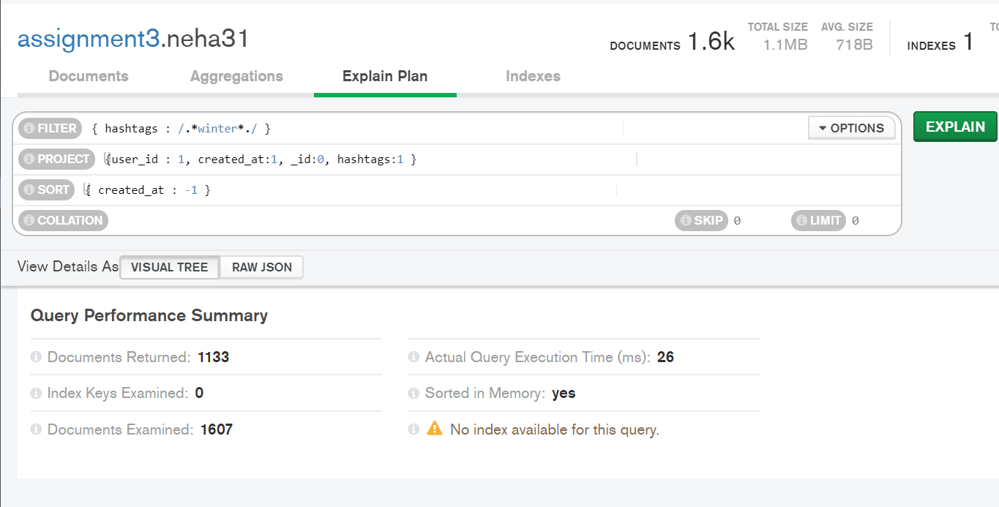 assignment3.neha31
DOCUMENTS 1.6k TOTAL SIZE 1.1MB AVG. SIZE 718B INDEXES 1
Documents Aggregations Explain Plan Indexes
FILTER { hashtags : /.*winter*./ } OPTIONS EXPLAIN
PROJECT {user_id : 1, created_at:1, _id:0, hashtags:1 }
SORT { created_at : -1 }
COLLATION SKIP 0 LIMIT 0
View Details As VISUAL TREE RAW JSON
Query Performance Summary
Documents Returned: 1133
Actual Query Execution Time (ms): 26
Index Keys Examined: 0
Sorted in Memory: yes
Documents Examined: 1607
No index available for this query.